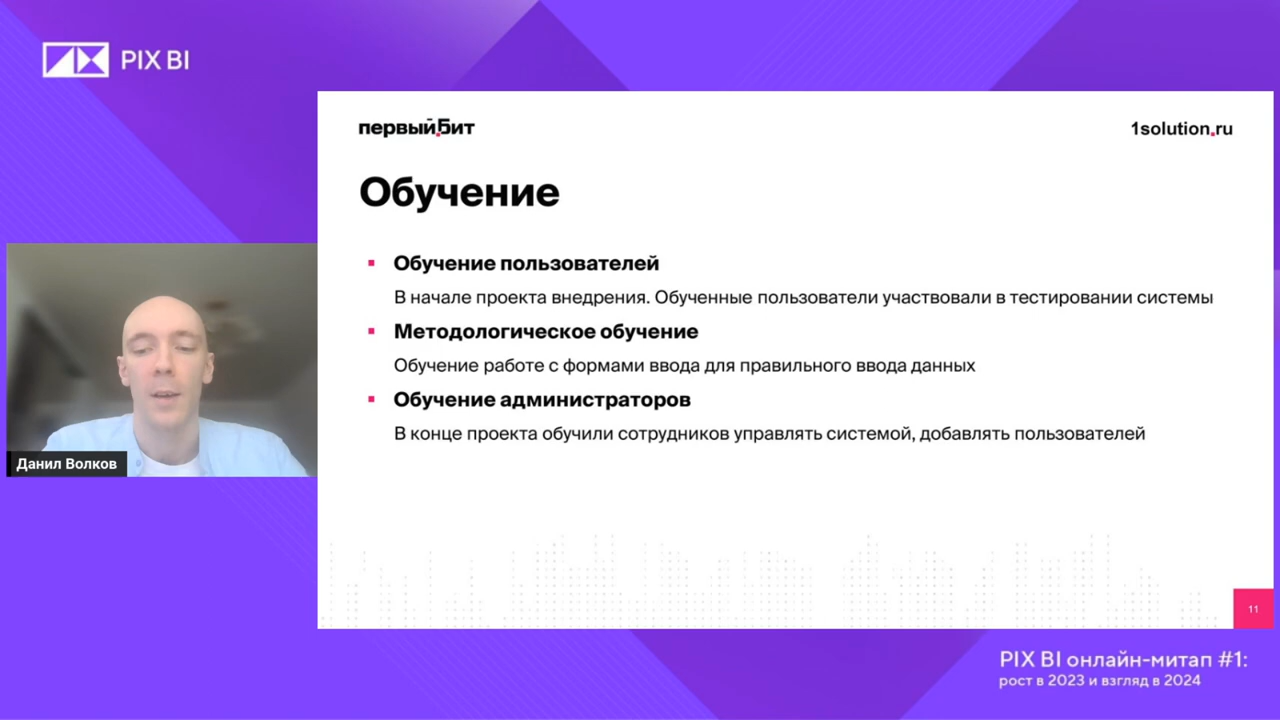 PIX BI
первый.Бит
1solution.ru
Обучение
Обучение пользователей
В начале проекта внедрения. Обученные пользователи участвовали в тестировании системы
Методологическое обучение
Обучение работе с формами ввода для правильного ввода данных
Обучение администраторов
В конце проекта обучили сотрудников управлять системой, добавлять пользователей
Данил Волков
11
PIX BI онлайн-митап #1:
рост в 2023 и взгляд в 2024